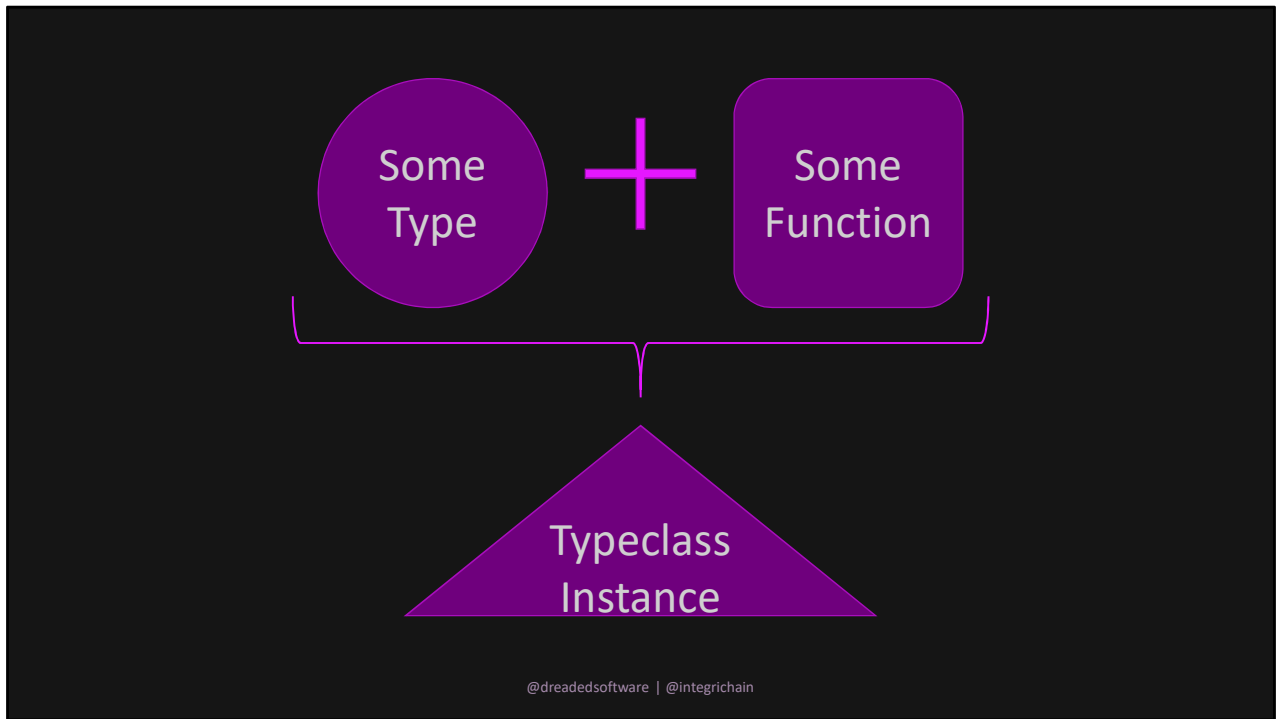 Some
Type
Some
Function
Typeclass
Instance
@dreadedsoftware | @integrichain